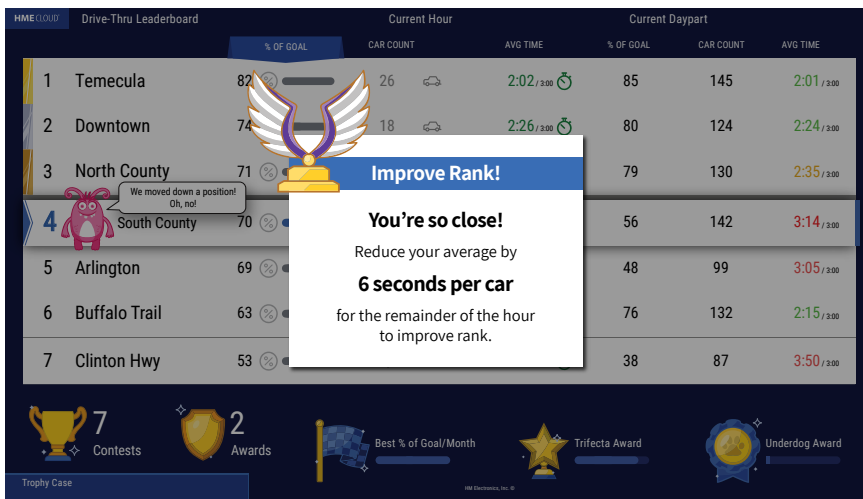 HME CLOUD Drive-Thru Leaderboard Current Hour Current Daypart
% OF GOAL CAR COUNT AVG TIME % OF GOAL CAR COUNT AVG TIME
1 Temecula 82 % 26 2:02 / 3:00 85 145 2:01 / 3:00
2 Downtown 74 18 2:26 / 3:00 80 124 2:24 / 3:00
3 North County 71 % 79 130 2:35 / 3:00
We moved down a position!
Oh, no!
4 South County 70 % 56 142 3:14 / 3:00
5 Arlington 69 % 48 99 3:05 / 3:00
6 Buffalo Trail 63 % 76 132 2:15 / 3:00
7 Clinton Hwy 53 % 38 87 3:50 / 3:00
Improve Rank!
You're so close!
Reduce your average by
6 seconds per car
for the remainder of the hour
to improve rank.
7 Contests
2 Awards
Best % of Goal/Month
Trifecta Award
Underdog Award
Trophy Case
HM Electronics, Inc. ©